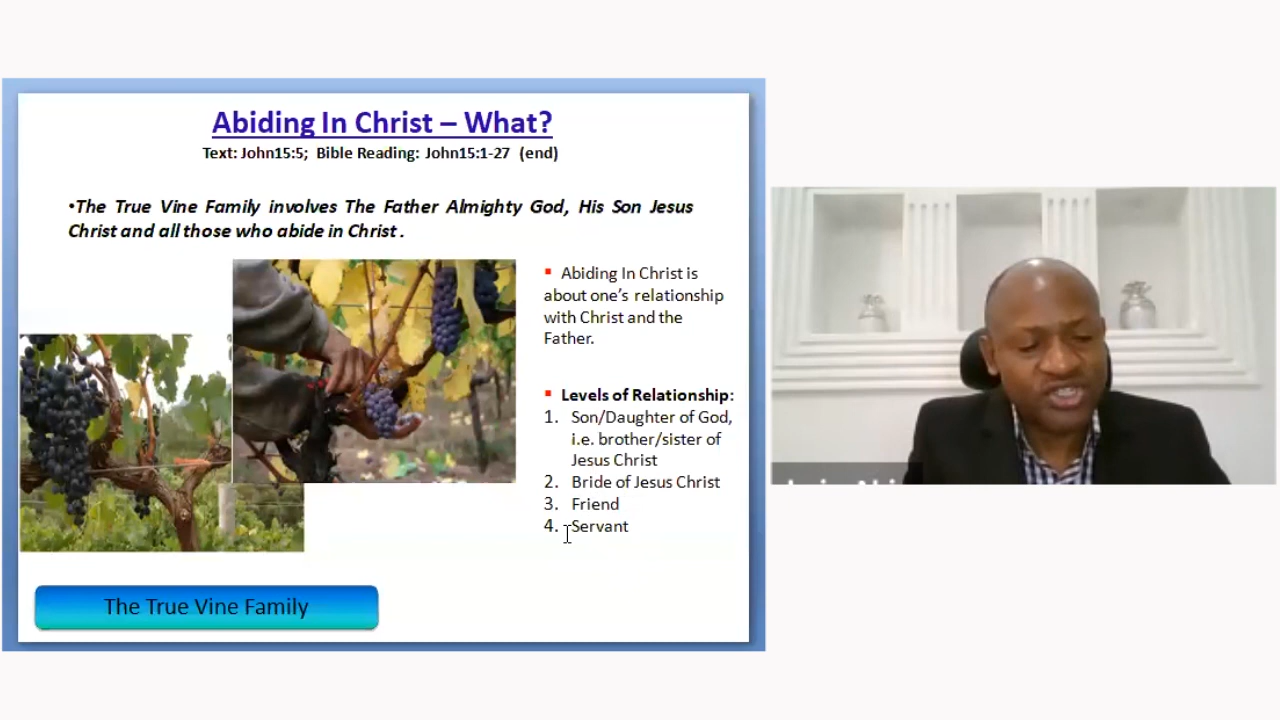 Abiding In Christ – What?
Text: John15:5; Bible Reading: John15:1-27 (end)
•The True Vine Family involves The Father Almighty God, His Son Jesus
Christ and all those who abide in Christ .
▪ Abiding In Christ is
about one’s relationship
with Christ and the
Father.
▪ Levels of Relationship:
1. Son/Daughter of God,
i.e. brother/sister of
Jesus Christ
2. Bride of Jesus Christ
3. Friend
4. Servant
The True Vine Family